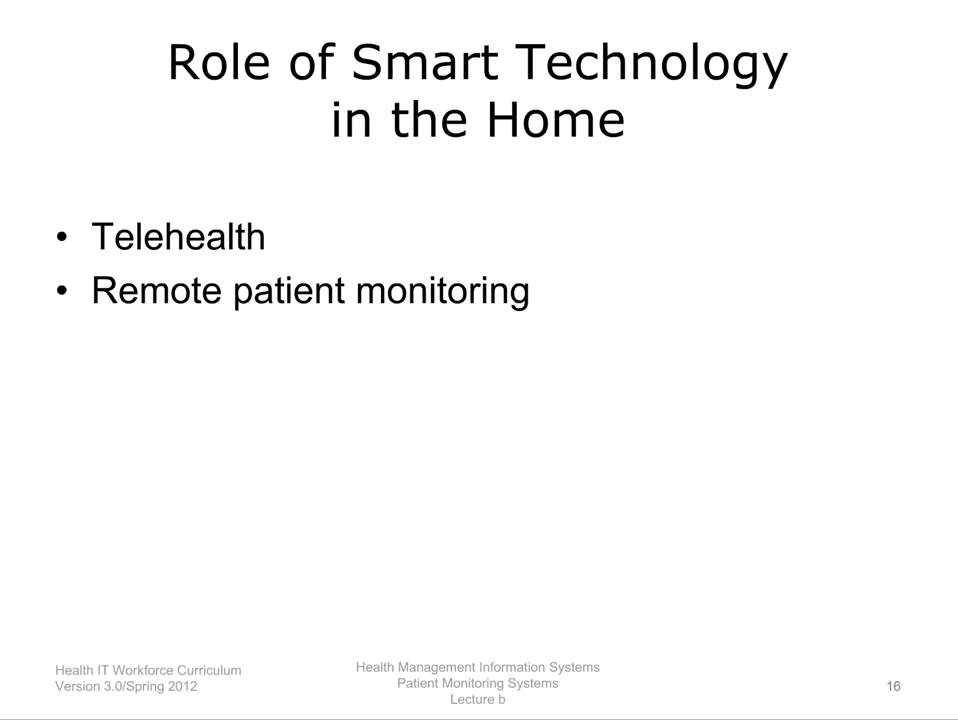 Role of Smart Technology
in the Home
• Telehealth
• Remote patient monitoring
Health IT Workforce Curriculum
Version 3.0/Spring 2012
Health Management Information Systems
Patient Monitoring Systems
Lecture b
16